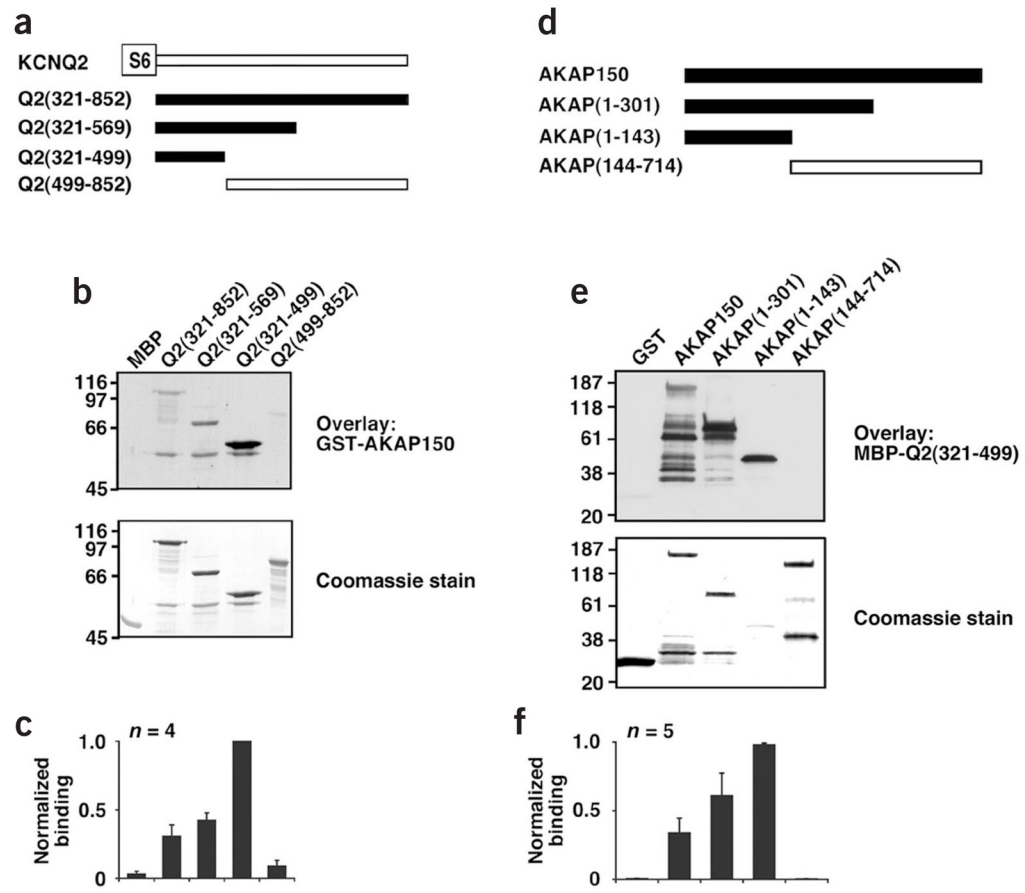 a
KCNQ2 S6
Q2(321-852)
Q2(321-569)
Q2(321-499)
Q2(499-852)
d
AKAP150
AKAP(1-301)
AKAP(1-143)
AKAP(144-714)
b
MBP
Q2(321-852)
Q2(321-569)
Q2(321-499)
Q2(499-852)
116
97
66
45
Overlay:
GST-AKAP150
116
97
66
45
Coomassie stain
e
GST
AKAP150
AKAP(1-301)
AKAP(1-143)
AKAP(144-714)
187
118
61
38
20
Overlay:
MBP-Q2(321-499)
187
118
61
38
20
Coomassie stain
c
n = 4
Normalized
binding
1.0
0.5
0
f
n = 5
Normalized
binding
1.0
0.5
0